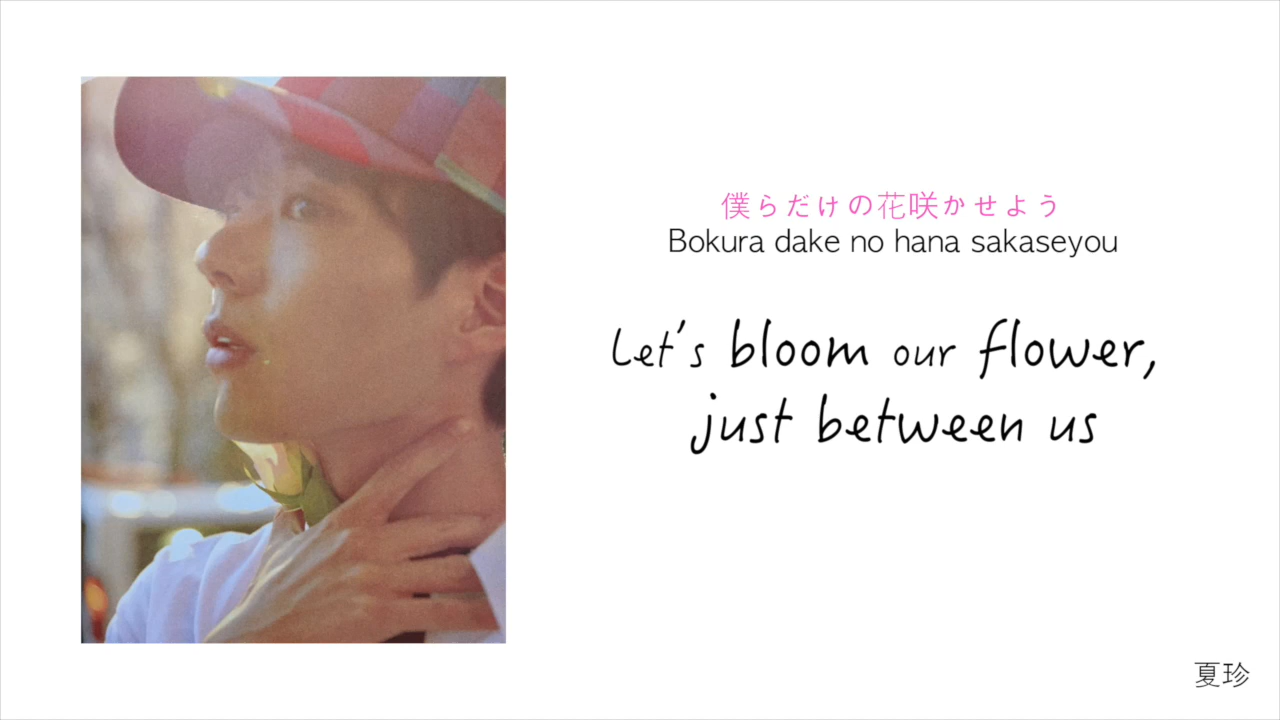 僕らだけの花咲かせよう
Bokura dake no hana sakaseyou
Let's bloom our flower,
just between us
夏珍